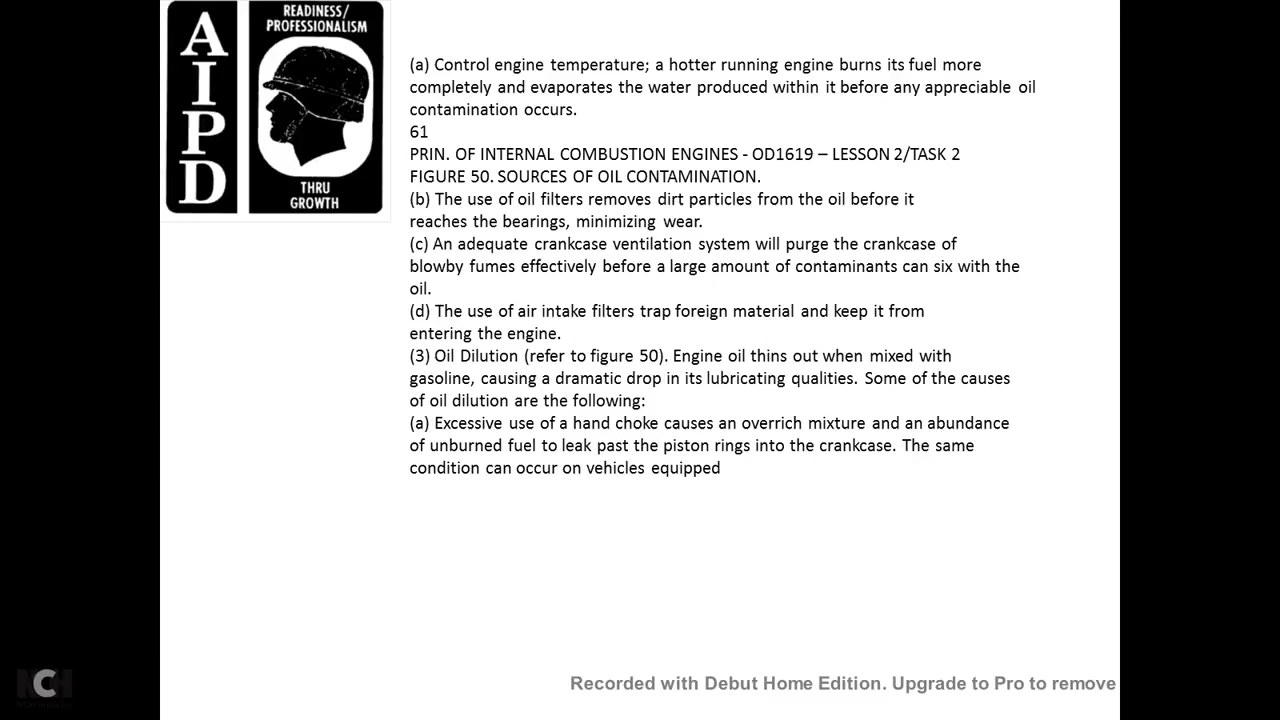 READINESS/
PROFESSIONALISM
A
I
P
D
THRU
GROWTH
(a) Control engine temperature; a hotter running engine burns its fuel more
completely and evaporates the water produced within it before any appreciable oil
contamination occurs.
61
PRIN. OF INTERNAL COMBUSTION ENGINES - OD1619 – LESSON 2/TASK 2
FIGURE 50. SOURCES OF OIL CONTAMINATION.
(b) The use of oil filters removes dirt particles from the oil before it
reaches the bearings, minimizing wear.
(c) An adequate crankcase ventilation system will purge the crankcase of
blowby fumes effectively before a large amount of contaminants can six with the
oil.
(d) The use of air intake filters trap foreign material and keep it from
entering the engine.
(3) Oil Dilution (refer to figure 50). Engine oil thins out when mixed with
gasoline, causing a dramatic drop in its lubricating qualities. Some of the causes
of oil dilution are the following:
(a) Excessive use of a hand choke causes an overrich mixture and an abundance
of unburned fuel to leak past the piston rings into the crankcase. The same
condition can occur on vehicles equipped
Recorded with Debut Home Edition. Upgrade to Pro to remove